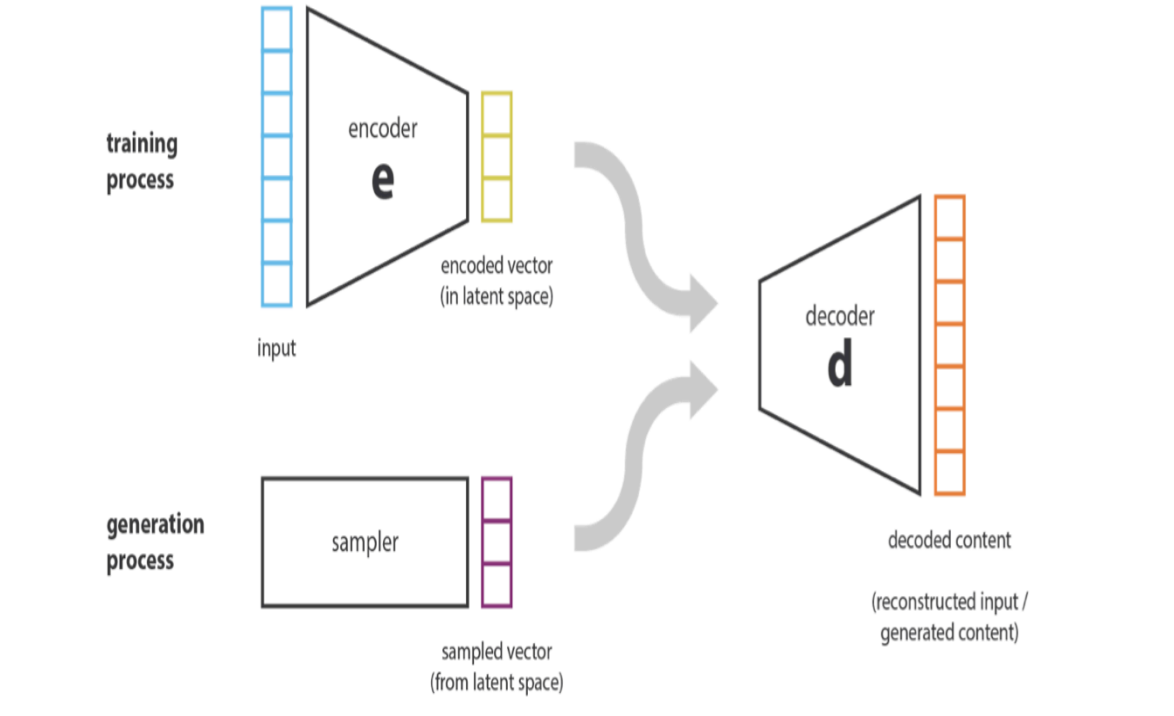 training
process
encoder
e
encoded vector
(in latent space)
input
decoder
d
generation
process
sampler
sampled vector
(from latent space)
decoded content
(reconstructed input /
generated content)